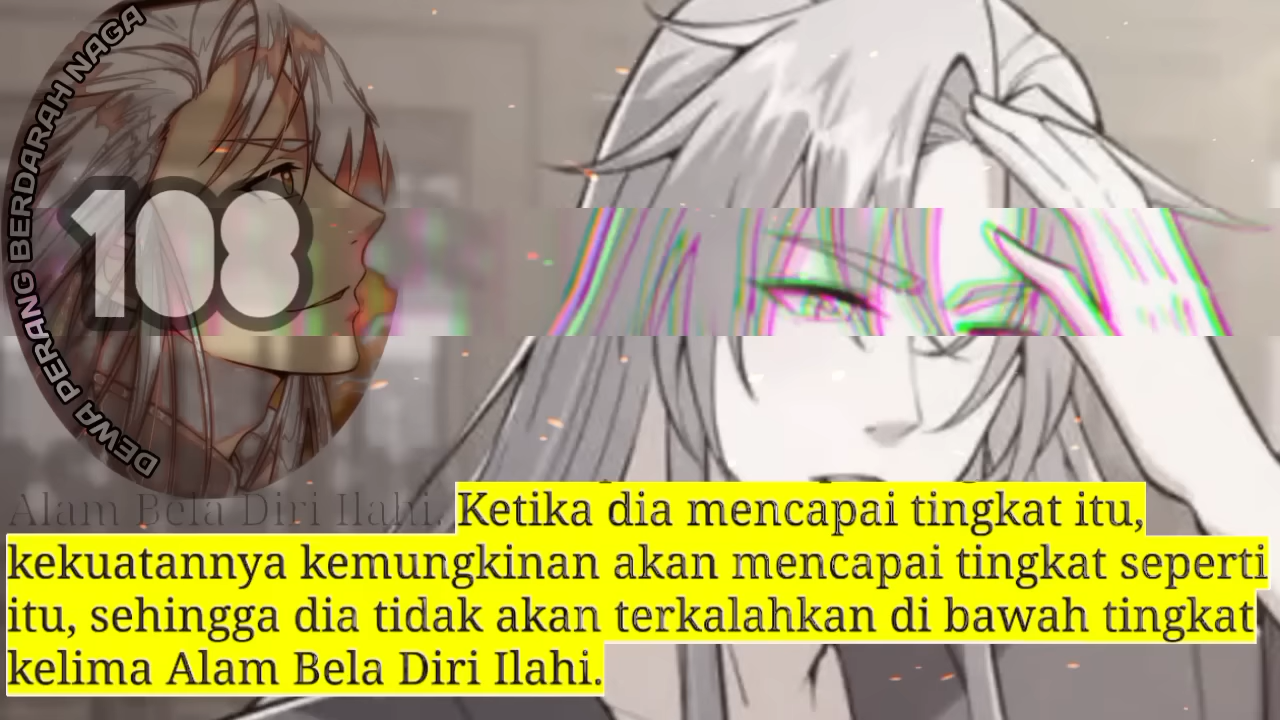 DEWA PERANG BERDARAH NAGA
108
Alam Bela Diri Ilahi. Ketika dia mencapai tingkat itu,
kekuatannya kemungkinan akan mencapai tingkat seperti
itu, sehingga dia tidak akan terkalahkan di bawah tingkat
kelima Alam Bela Diri Ilahi.